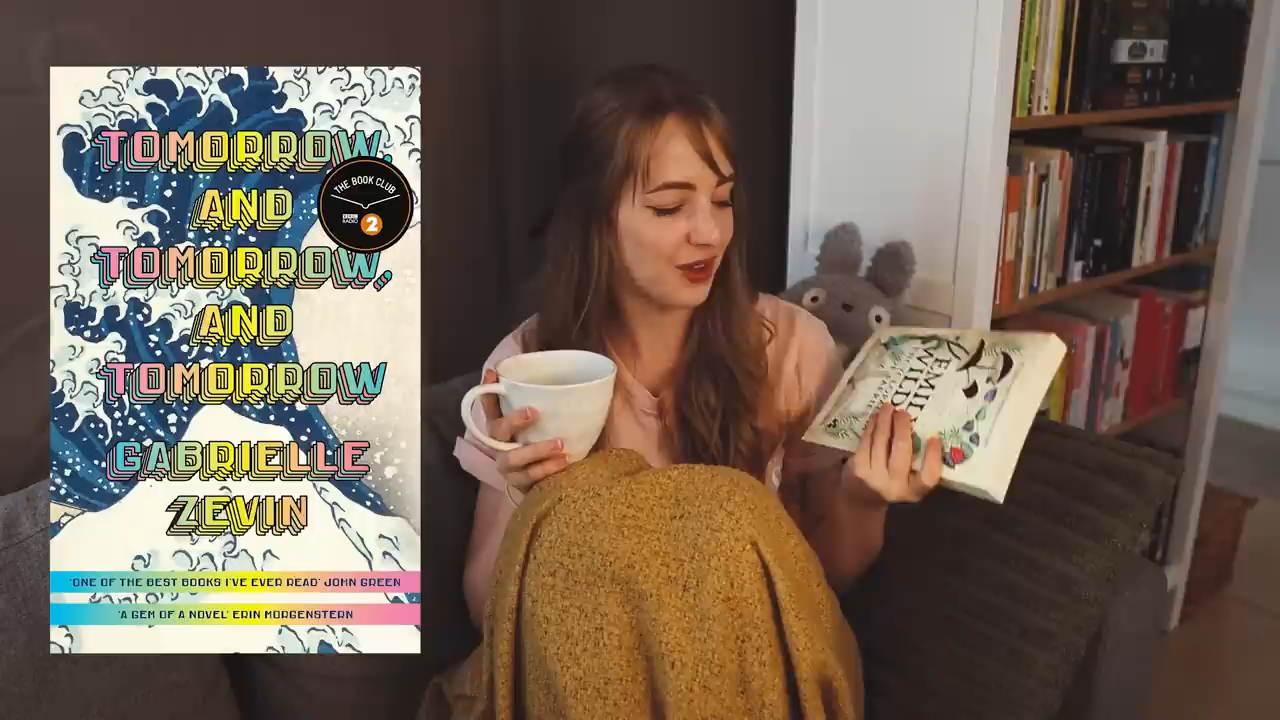 TOMORROW,
AND
TOMORROW,
AND
TOMORROW
GABRIELLE
ZEVIN
'ONE OF THE BEST BOOKS I'VE EVER READ' JOHN GREEN
'A GEM OF A NOVEL' ERIN MORGENSTERN
THE BOOK CLUB
BBC
RADIO
2
EMILY
WILD